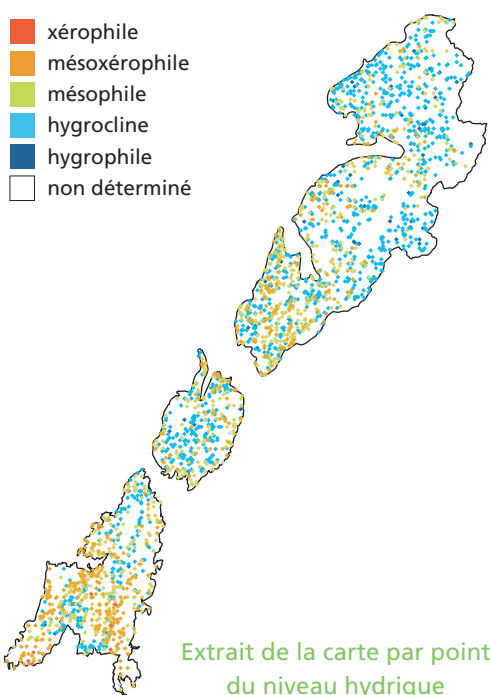 xérophile
mésoxérophile
mésophile
hygrocline
hygrophile
non déterminé
Extrait de la carte par point
du niveau hydrique